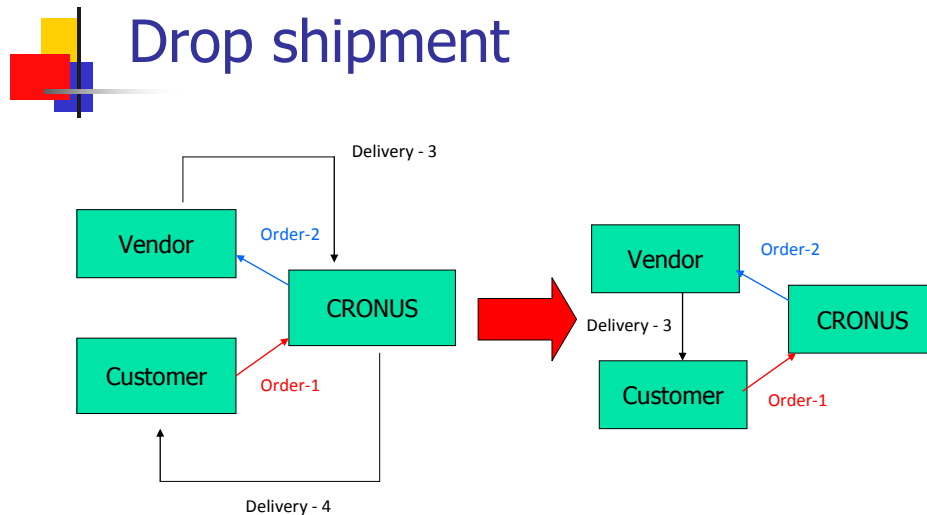 Drop shipment
Delivery - 3
Vendor
Order-2
CRONUS
Customer
Order-1
Delivery - 4
Vendor
Order-2
CRONUS
Delivery - 3
Customer
Order-1